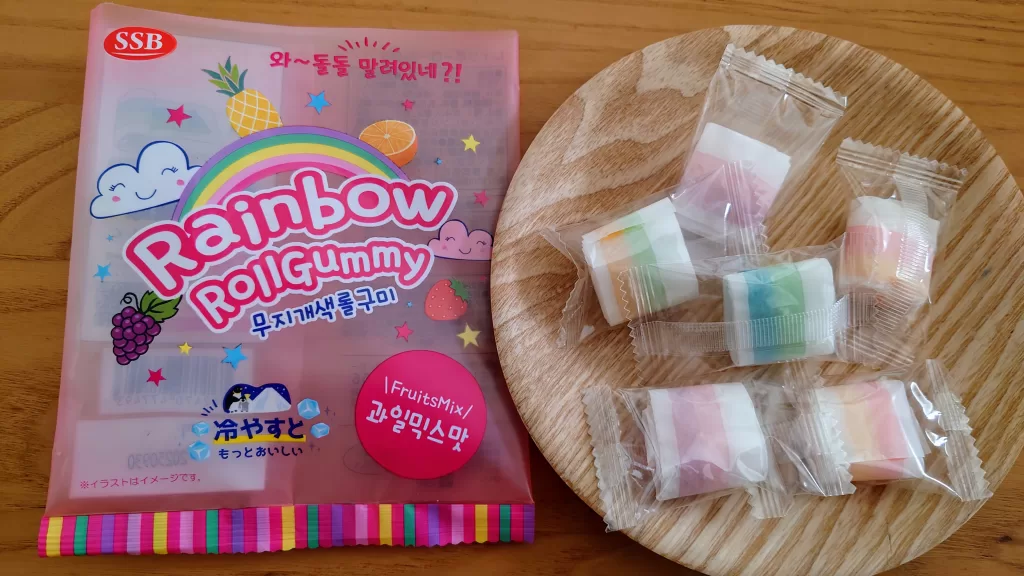 SSB
와~돌돌 말려있네?!
Rainbow
RollGummy
무지개색롤구미
\FruitsMix/
과일믹스맛
冷やすと
もっとおいしい
※イラストはイメージです。